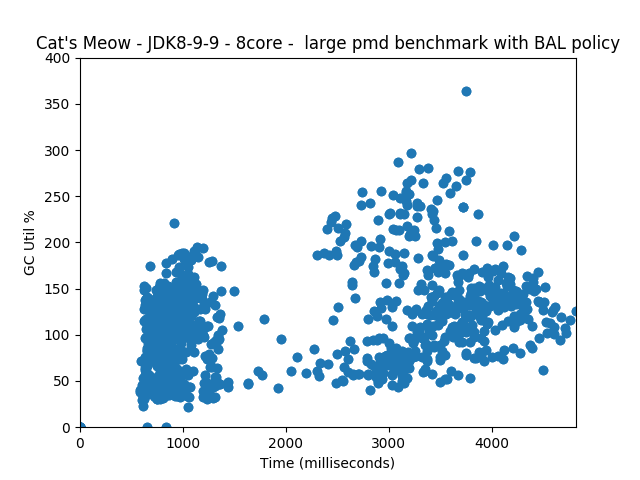 Cat's Meow - JDK8-9-9 - 8core -  large pmd benchmark with BAL policy
400
350
300
250
200
150
100
50
0
GC Util %
0 1000 2000 3000 4000
Time (milliseconds)